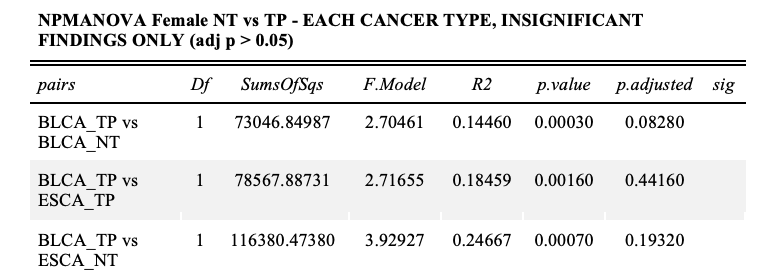 NPMANOVA Female NT vs TP - EACH CANCER TYPE, INSIGNIFICANT
FINDINGS ONLY (adj p > 0.05)
pairs Df SumsOfSqs F.Model R2 p.value p.adjusted sig
BLCA_TP vs 1 73046.84987 2.70461 0.14460 0.00030 0.08280
BLCA_NT
BLCA_TP vs 1 78567.88731 2.71655 0.18459 0.00160 0.44160
ESCA_TP
BLCA_TP vs 1 116380.47380 3.92927 0.24667 0.00070 0.19320
ESCA_NT